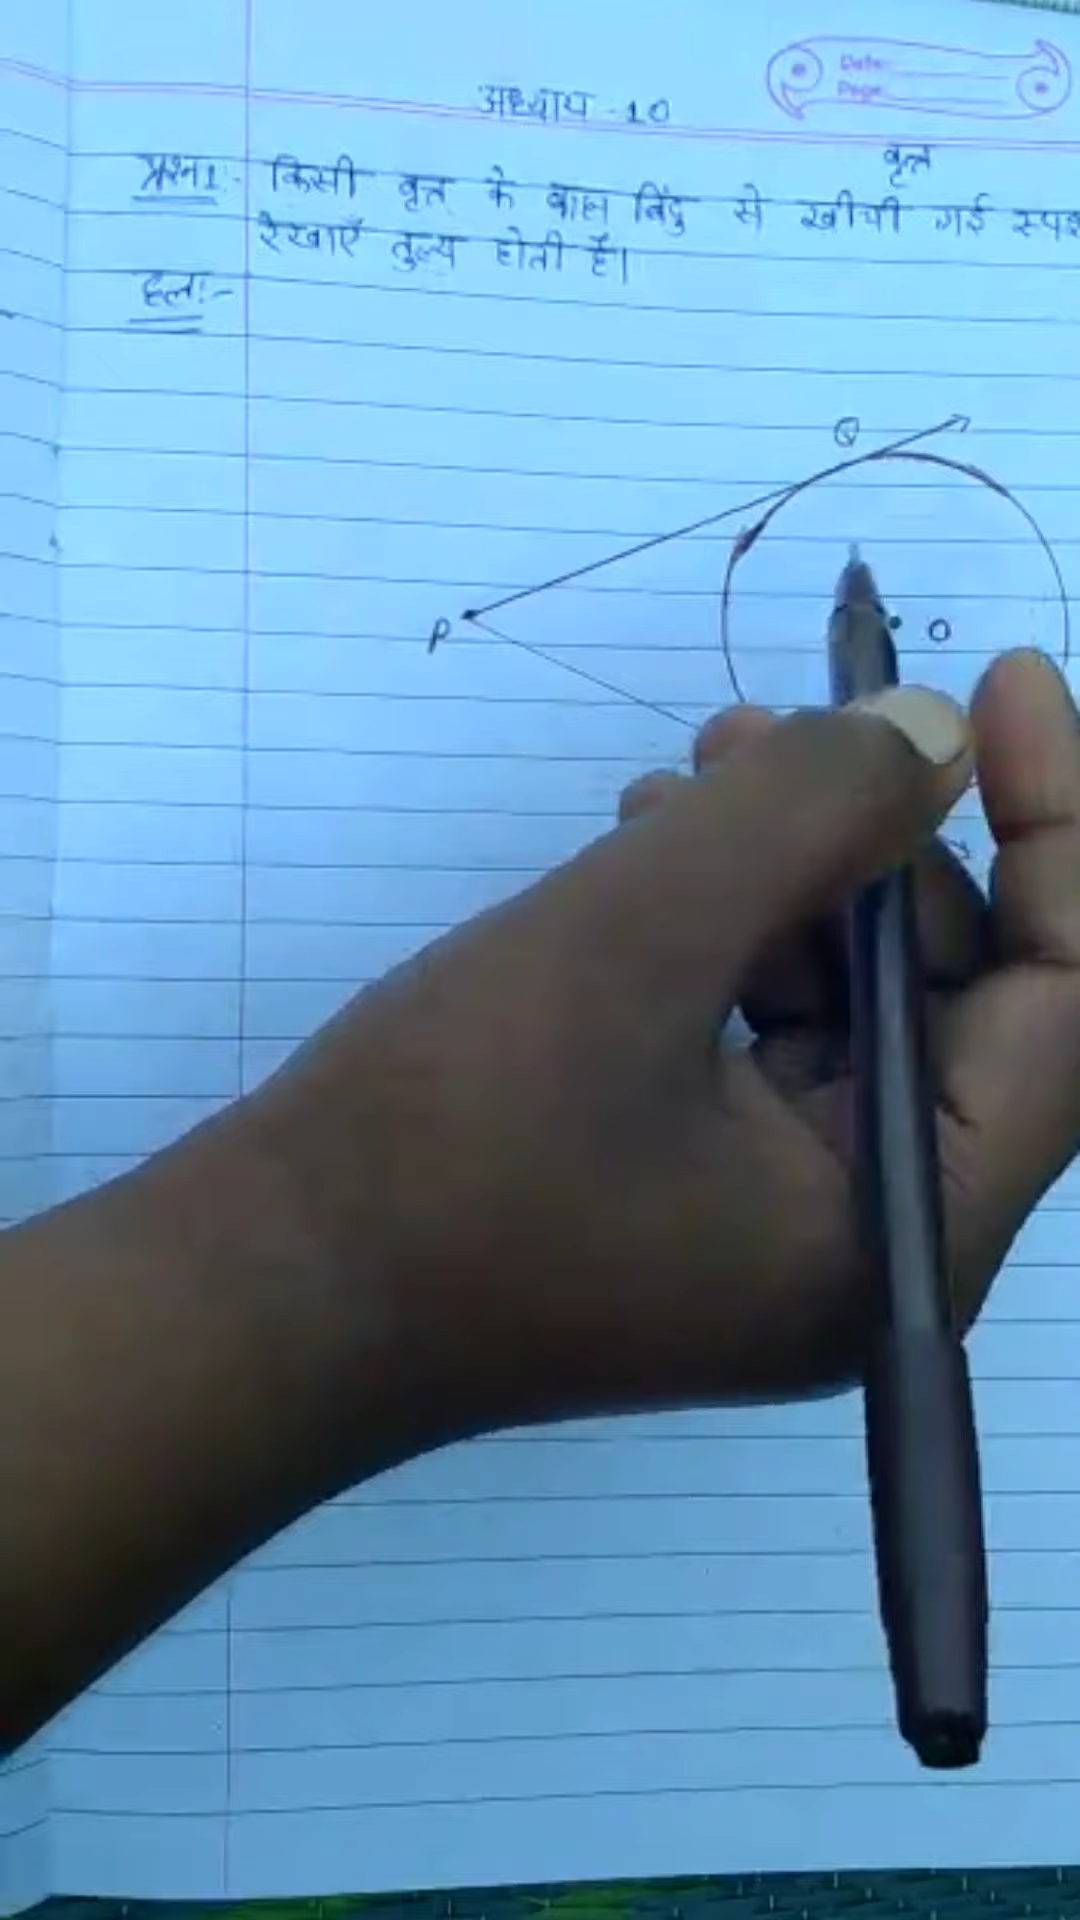 Date:
Page:
अध्याय - 10
वृत्त
प्रश्न1:- किसी वृत के बाह्य बिंदु से खींची गई स्पर्श
रेखाएँ तुल्य होती है।
हल:-
Q
P
O